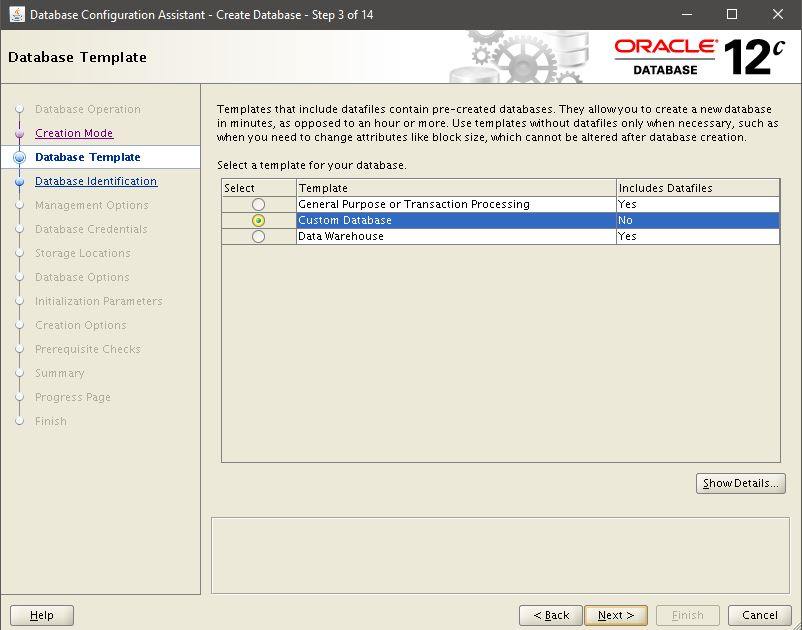 Database Configuration Assistant - Create Database - Step 3 of 14
Database Template
ORACLE
DATABASE
12c
Database Operation
Creation Mode
Database Template
Database Identification
Management Options
Database Credentials
Storage Locations
Database Options
Initialization Parameters
Creation Options
Prerequisite Checks
Summary
Progress Page
Finish
Templates that include datafiles contain pre-created databases. They allow you to create a new database
in minutes, as opposed to an hour or more. Use templates without datafiles only when necessary, such as
when you need to change attributes like block size, which cannot be altered after database creation.
Select a template for your database.
Select Template Includes Datafiles
General Purpose or Transaction Processing Yes
Custom Database No
Data Warehouse Yes
Show Details...
Help < Back Next > Finish Cancel